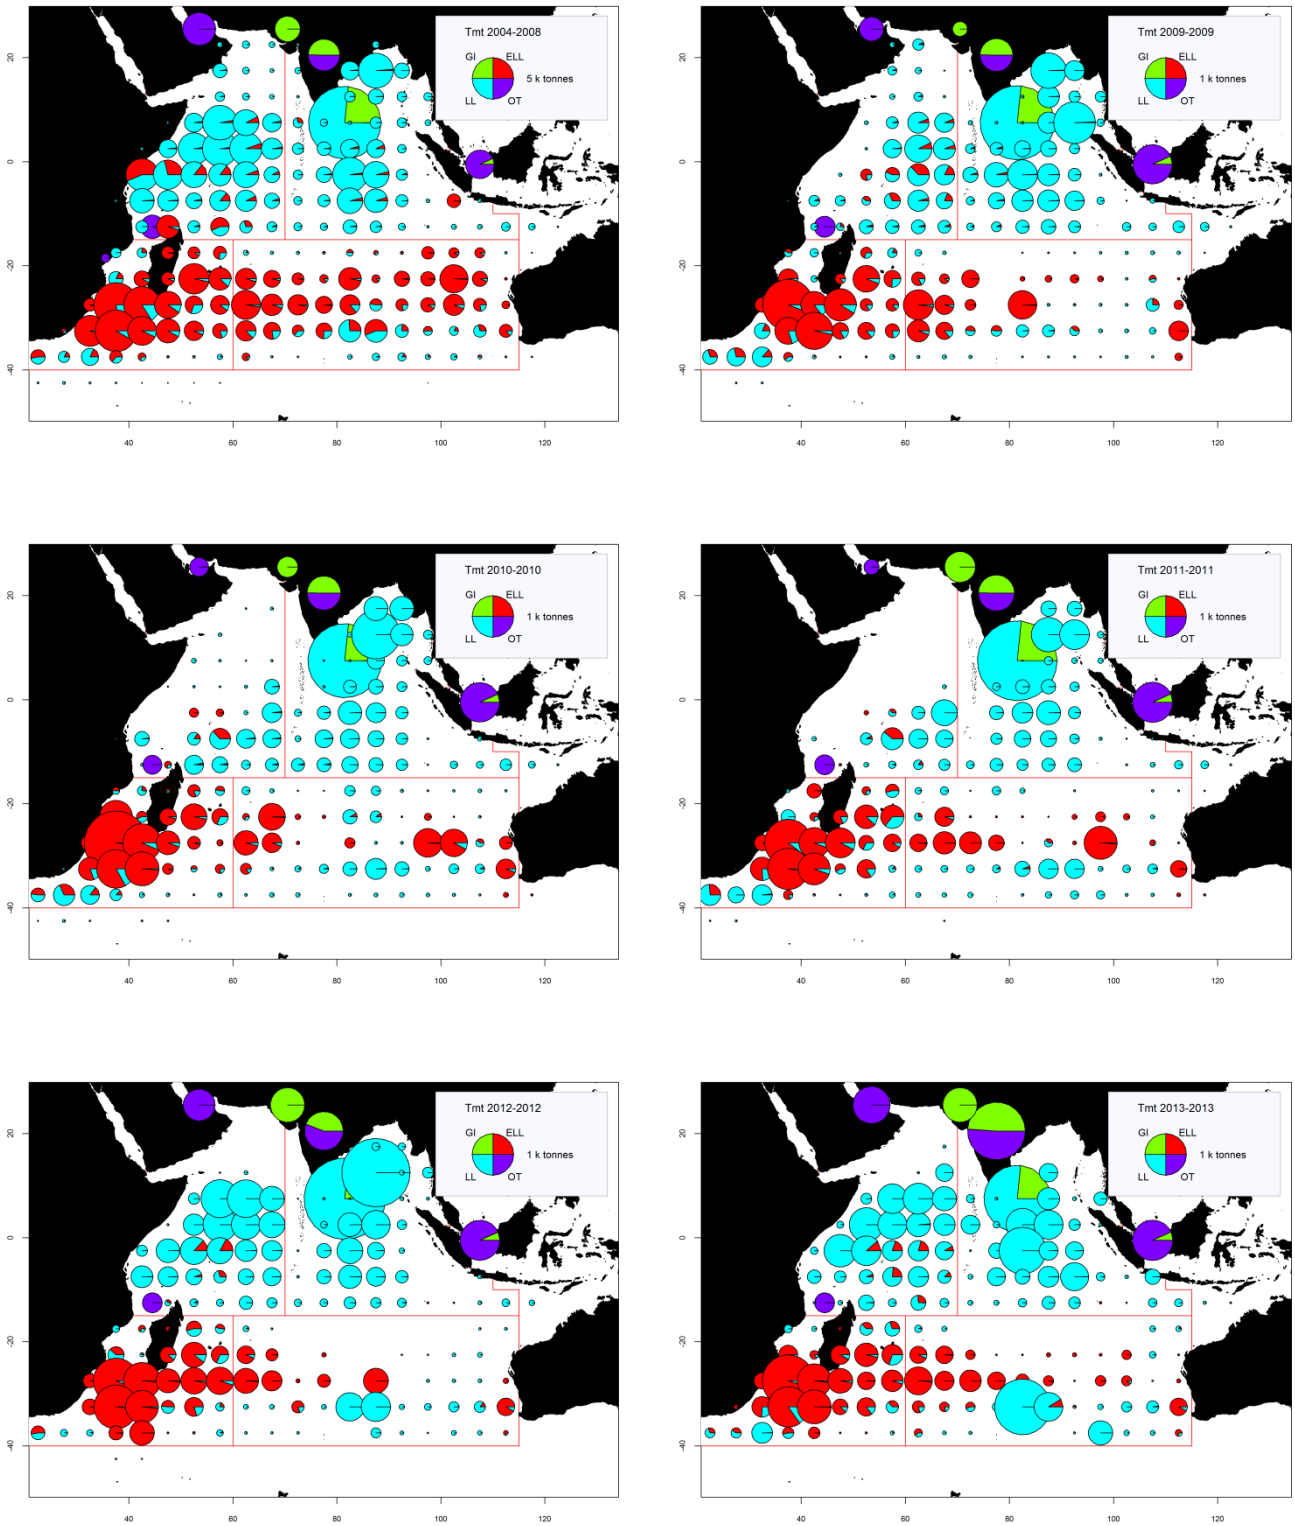 Tmt 2004-2008
GI ELL
5 k tonnes
LL OT
20
0
-20
-40
40 60 80 100 120
Tmt 2009-2009
GI ELL
1 k tonnes
LL OT
20
0
-20
-40
40 60 80 100 120
Tmt 2010-2010
GI ELL
1 k tonnes
LL OT
20
0
-20
-40
40 60 80 100 120
Tmt 2011-2011
GI ELL
1 k tonnes
LL OT
20
0
-20
-40
40 60 80 100 120
Tmt 2012-2012
GI ELL
1 k tonnes
LL OT
20
0
-20
-40
40 60 80 100 120
Tmt 2013-2013
GI ELL
1 k tonnes
LL OT
20
0
-20
-40
40 60 80 100 120